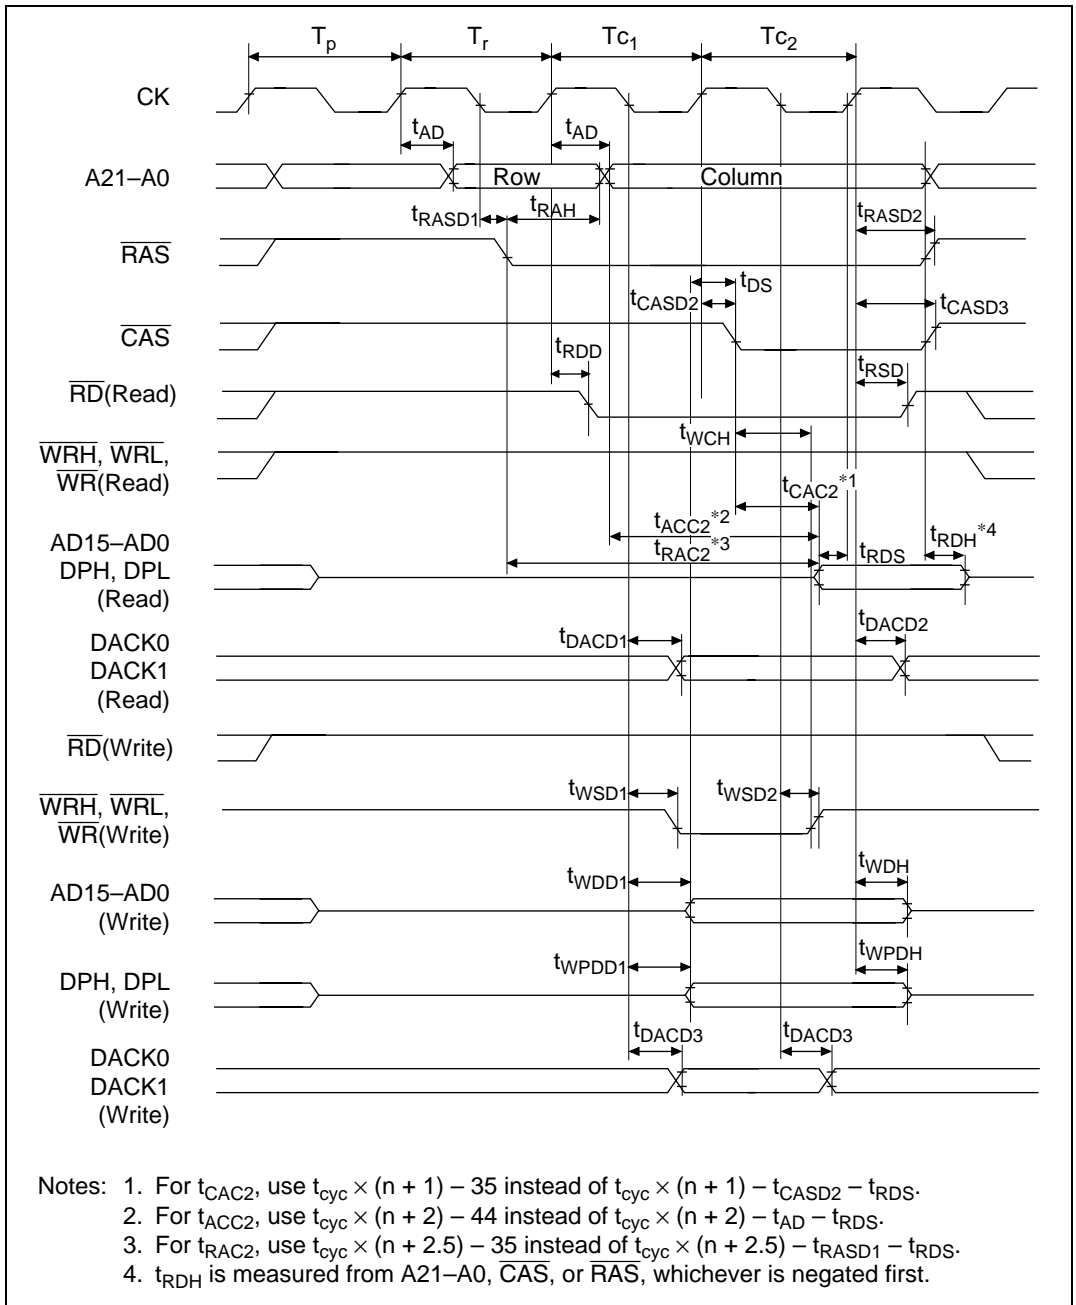 Tp Tr Tc1 Tc2
CK
tAD tAD
A21–A0 Row Column
tRASD1 tRAH tRASD2
RAS
tDS
tCASD2 tCASD3
CAS
tRDD tRSD
RD(Read)
tWCH
WRH, WRL,
WR(Read)
tCAC2*1
tACC2*2
AD15–AD0
tRAC2*3 tRDS tRDH*4
DPH, DPL
(Read)
tDACD1 tDACD2
DACK0
DACK1
(Read)
RD(Write)
tWSD1 tWSD2
WRH, WRL,
WR(Write)
tWDD1 tWDH
AD15–AD0
(Write)
tWPDD1 tWPDH
DPH, DPL
(Write)
tDACD3 tDACD3
DACK0
DACK1
(Write)
Notes: 1. For tCAC2, use tcyc × (n + 1) – 35 instead of tcyc × (n + 1) – tCASD2 – tRDS.
2. For tACC2, use tcyc × (n + 2) – 44 instead of tcyc × (n + 2) – tAD – tRDS.
3. For tRAC2, use tcyc × (n + 2.5) – 35 instead of tcyc × (n + 2.5) – tRASD1 – tRDS.
4. tRDH is measured from A21–A0, CAS, or RAS, whichever is negated first.